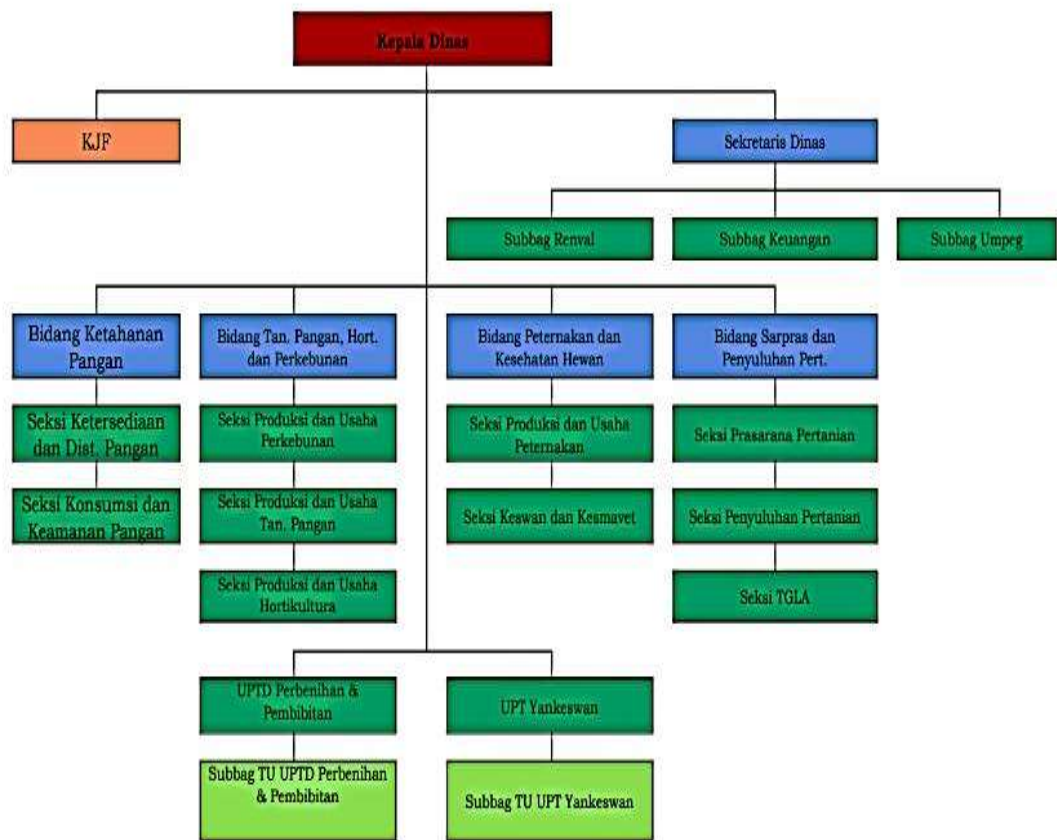 Kepala Dinas
KJF
Sekretaris Dinas
Subbag Renval
Subbag Keuangan
Subbag Umpeg
Bidang Ketahanan
Pangan
Bidang Tan. Pangan, Hort.
dan Perkebunan
Bidang Peternakan dan
Kesehatan Hewan
Bidang Sarpras dan
Penyuluhan Pert.
Seksi Ketersediaan
dan Dist. Pangan
Seksi Produksi dan Usaha
Perkebunan
Seksi Produksi dan Usaha
Peternakan
Seksi Prasarana Pertanian
Seksi Konsumsi dan
Keamanan Pangan
Seksi Produksi dan Usaha
Tan. Pangan
Seksi Keswan dan Kesmavet
Seksi Penyuluhan Pertanian
Seksi Produksi dan Usaha
Hortikultura
Seksi TGLA
UPTD Perbenihan &
Pembibitan
UPT Yankeswan
Subbag TU UPTD Perbenihan
& Pembibitan
Subbag TU UPT Yankeswan